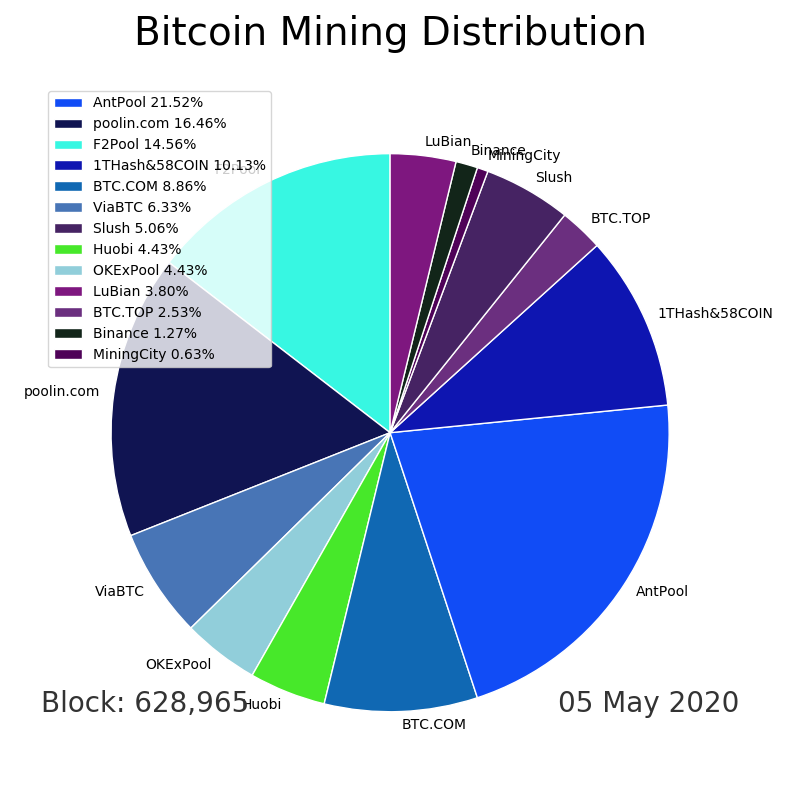 Bitcoin Mining Distribution
AntPool 21.52%
poolin.com 16.46%
F2Pool 14.56%
1THash&58COIN 10.13%
BTC.COM 8.86%
ViaBTC 6.33%
Slush 5.06%
Huobi 4.43%
OKExPool 4.43%
LuBian 3.80%
BTC.TOP 2.53%
Binance 1.27%
MiningCity 0.63%
F2Pool
LuBian
Binance
MiningCity
Slush
BTC.TOP
1THash&58COIN
poolin.com
AntPool
ViaBTC
OKExPool
Huobi
BTC.COM
Block: 628,965
05 May 2020